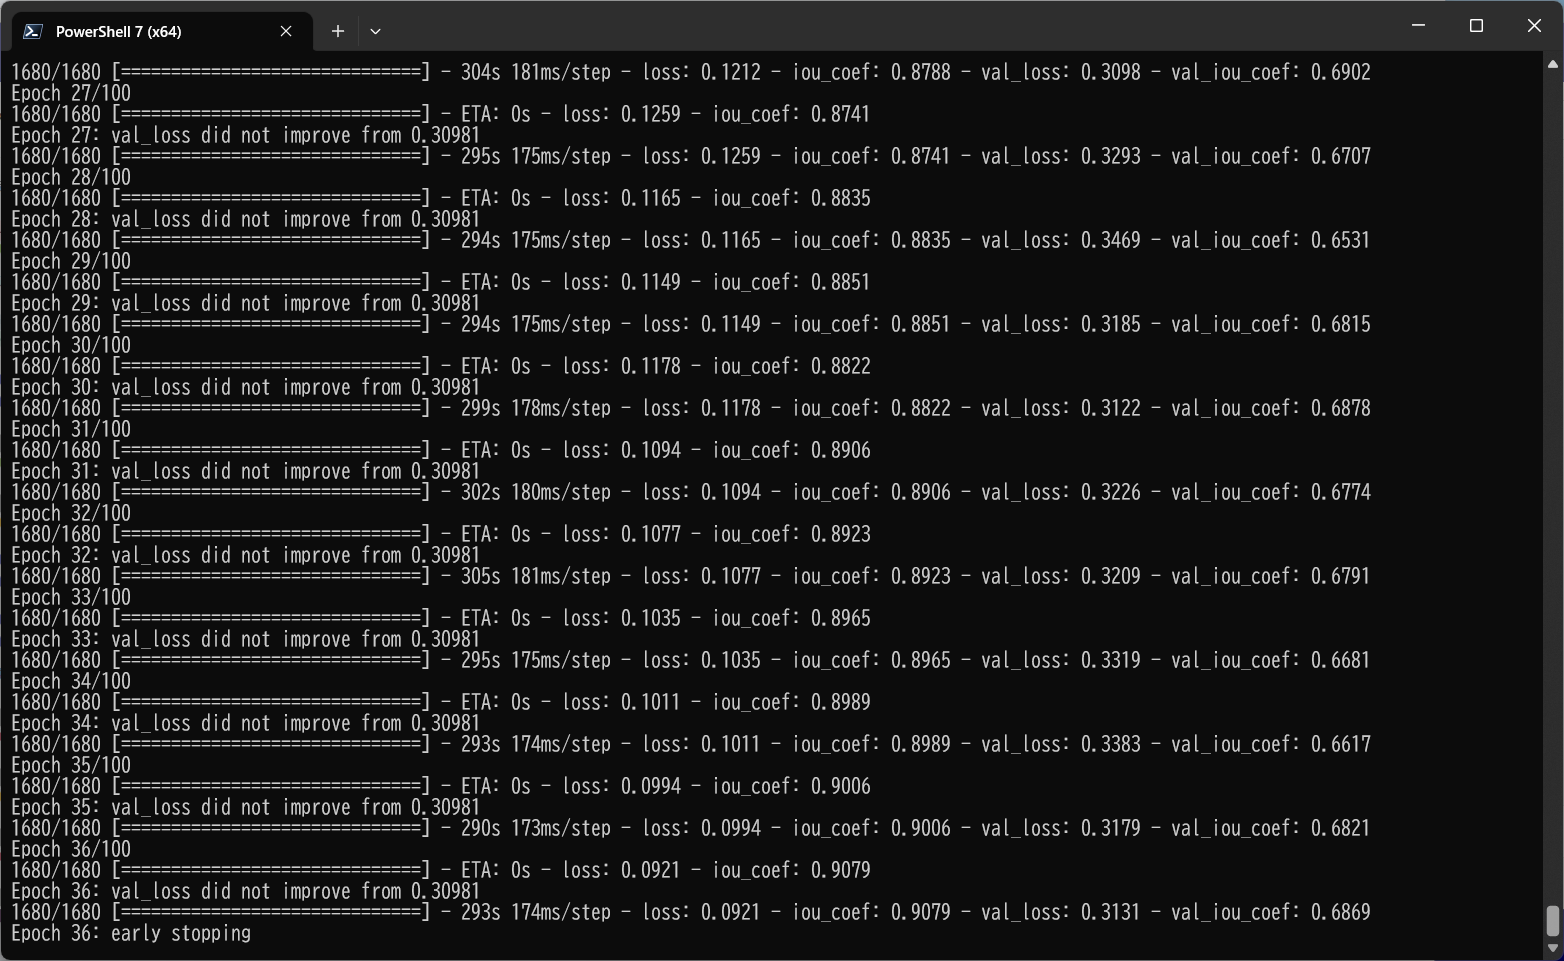 PowerShell 7 (x64)
1680/1680 [==============================] - 304s 181ms/step - loss: 0.1212 - iou_coef: 0.8788 - val_loss: 0.3098 - val_iou_coef: 0.6902
Epoch 27/100
1680/1680 [==============================] - ETA: 0s - loss: 0.1259 - iou_coef: 0.8741
Epoch 27: val_loss did not improve from 0.30981
1680/1680 [==============================] - 295s 175ms/step - loss: 0.1259 - iou_coef: 0.8741 - val_loss: 0.3293 - val_iou_coef: 0.6707
Epoch 28/100
1680/1680 [==============================] - ETA: 0s - loss: 0.1165 - iou_coef: 0.8835
Epoch 28: val_loss did not improve from 0.30981
1680/1680 [==============================] - 294s 175ms/step - loss: 0.1165 - iou_coef: 0.8835 - val_loss: 0.3469 - val_iou_coef: 0.6531
Epoch 29/100
1680/1680 [==============================] - ETA: 0s - loss: 0.1149 - iou_coef: 0.8851
Epoch 29: val_loss did not improve from 0.30981
1680/1680 [==============================] - 294s 175ms/step - loss: 0.1149 - iou_coef: 0.8851 - val_loss: 0.3185 - val_iou_coef: 0.6815
Epoch 30/100
1680/1680 [==============================] - ETA: 0s - loss: 0.1178 - iou_coef: 0.8822
Epoch 30: val_loss did not improve from 0.30981
1680/1680 [==============================] - 299s 178ms/step - loss: 0.1178 - iou_coef: 0.8822 - val_loss: 0.3122 - val_iou_coef: 0.6878
Epoch 31/100
1680/1680 [==============================] - ETA: 0s - loss: 0.1094 - iou_coef: 0.8906
Epoch 31: val_loss did not improve from 0.30981
1680/1680 [==============================] - 302s 180ms/step - loss: 0.1094 - iou_coef: 0.8906 - val_loss: 0.3226 - val_iou_coef: 0.6774
Epoch 32/100
1680/1680 [==============================] - ETA: 0s - loss: 0.1077 - iou_coef: 0.8923
Epoch 32: val_loss did not improve from 0.30981
1680/1680 [==============================] - 305s 181ms/step - loss: 0.1077 - iou_coef: 0.8923 - val_loss: 0.3209 - val_iou_coef: 0.6791
Epoch 33/100
1680/1680 [==============================] - ETA: 0s - loss: 0.1035 - iou_coef: 0.8965
Epoch 33: val_loss did not improve from 0.30981
1680/1680 [==============================] - 295s 175ms/step - loss: 0.1035 - iou_coef: 0.8965 - val_loss: 0.3319 - val_iou_coef: 0.6681
Epoch 34/100
1680/1680 [==============================] - ETA: 0s - loss: 0.1011 - iou_coef: 0.8989
Epoch 34: val_loss did not improve from 0.30981
1680/1680 [==============================] - 293s 174ms/step - loss: 0.1011 - iou_coef: 0.8989 - val_loss: 0.3383 - val_iou_coef: 0.6617
Epoch 35/100
1680/1680 [==============================] - ETA: 0s - loss: 0.0994 - iou_coef: 0.9006
Epoch 35: val_loss did not improve from 0.30981
1680/1680 [==============================] - 290s 173ms/step - loss: 0.0994 - iou_coef: 0.9006 - val_loss: 0.3179 - val_iou_coef: 0.6821
Epoch 36/100
1680/1680 [==============================] - ETA: 0s - loss: 0.0921 - iou_coef: 0.9079
Epoch 36: val_loss did not improve from 0.30981
1680/1680 [==============================] - 293s 174ms/step - loss: 0.0921 - iou_coef: 0.9079 - val_loss: 0.3131 - val_iou_coef: 0.6869
Epoch 36: early stopping